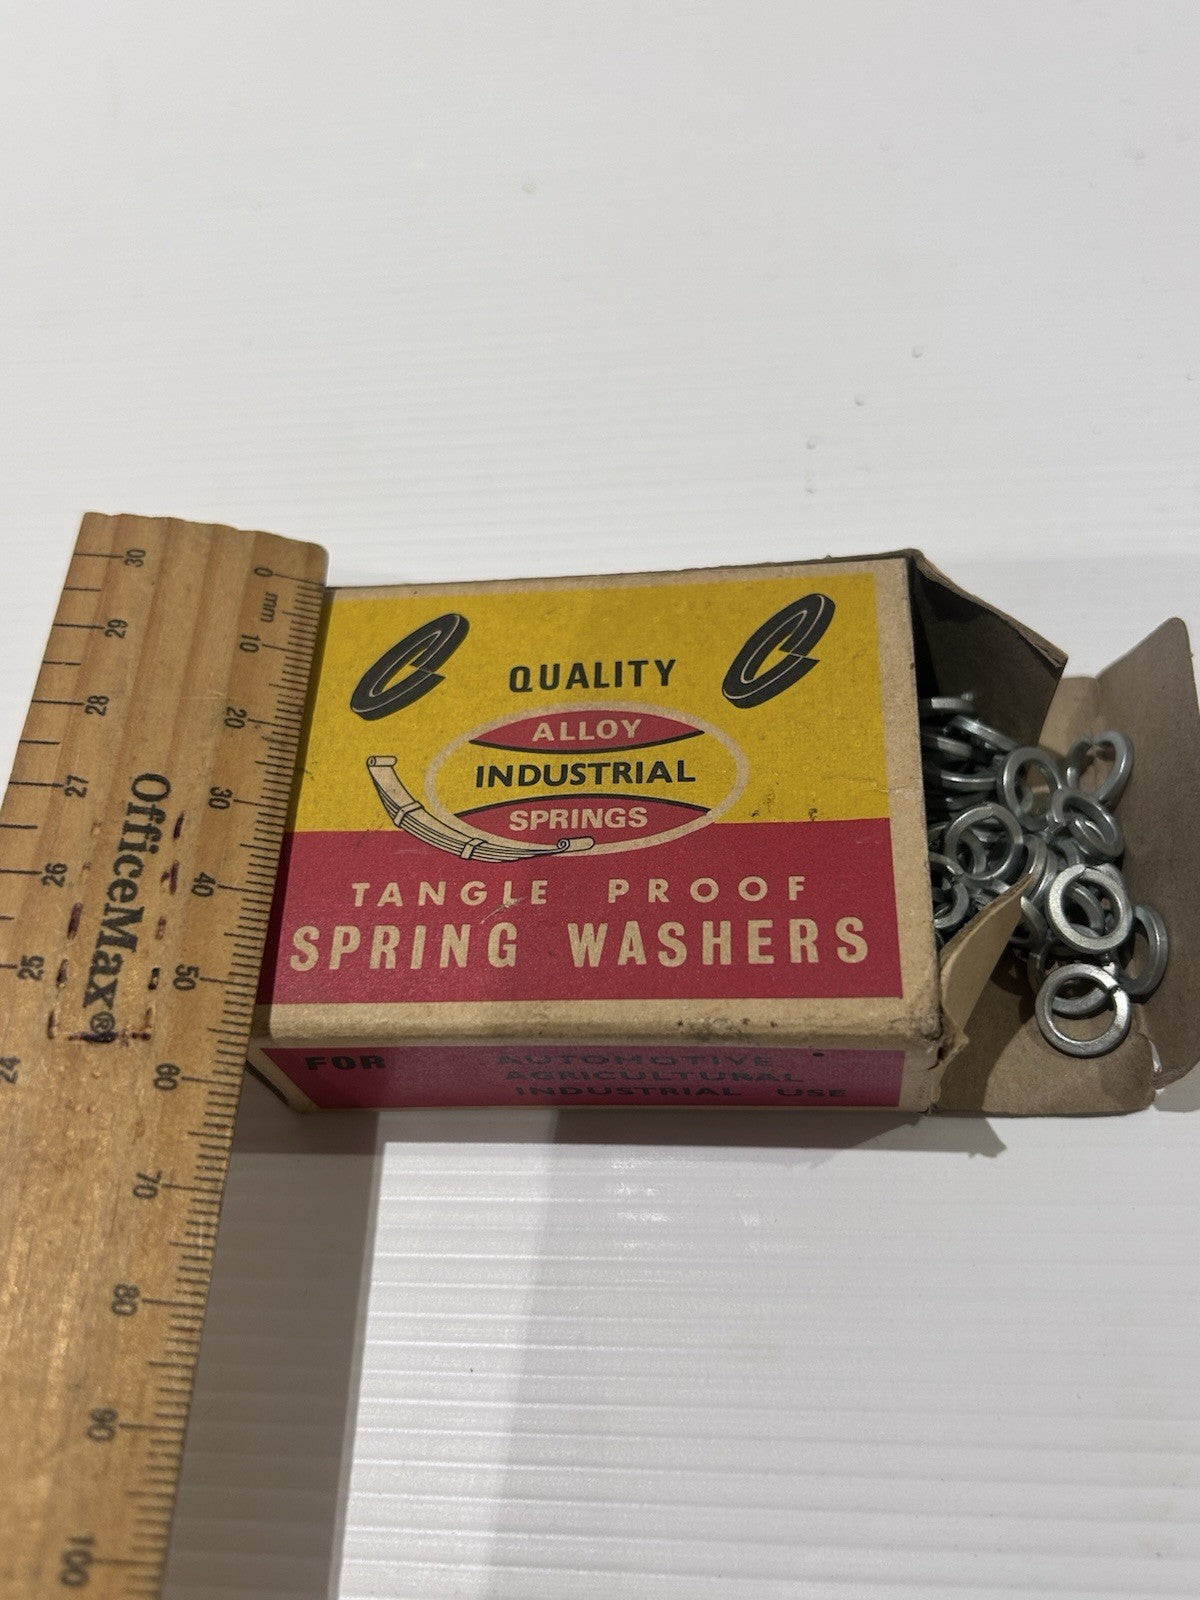 QUALITY
ALLOY
INDUSTRIAL
SPRINGS
TANGLE PROOF
SPRING WASHERS
FOR AUTOMOTIVE
AGRICULTURAL
INDUSTRIAL USE
OfficeMax®
0 mm 10 20 30 40 50 60 70 80 90 100
30 29 28 27 26 25 24